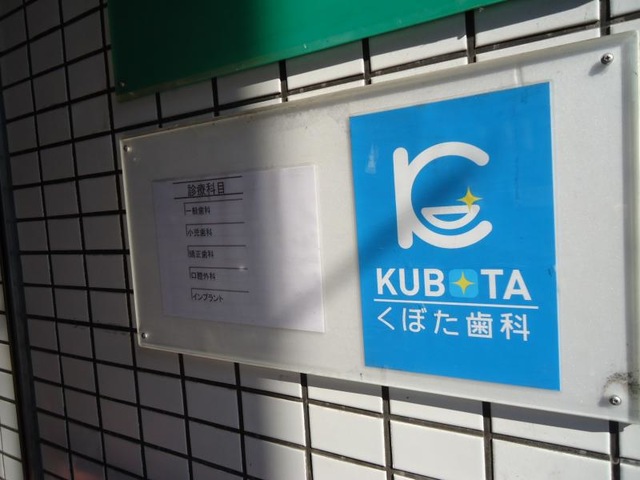 診療科目
一般歯科
小児歯科
矯正歯科
口腔外科
インプラント
KUBOTA
くぼた歯科